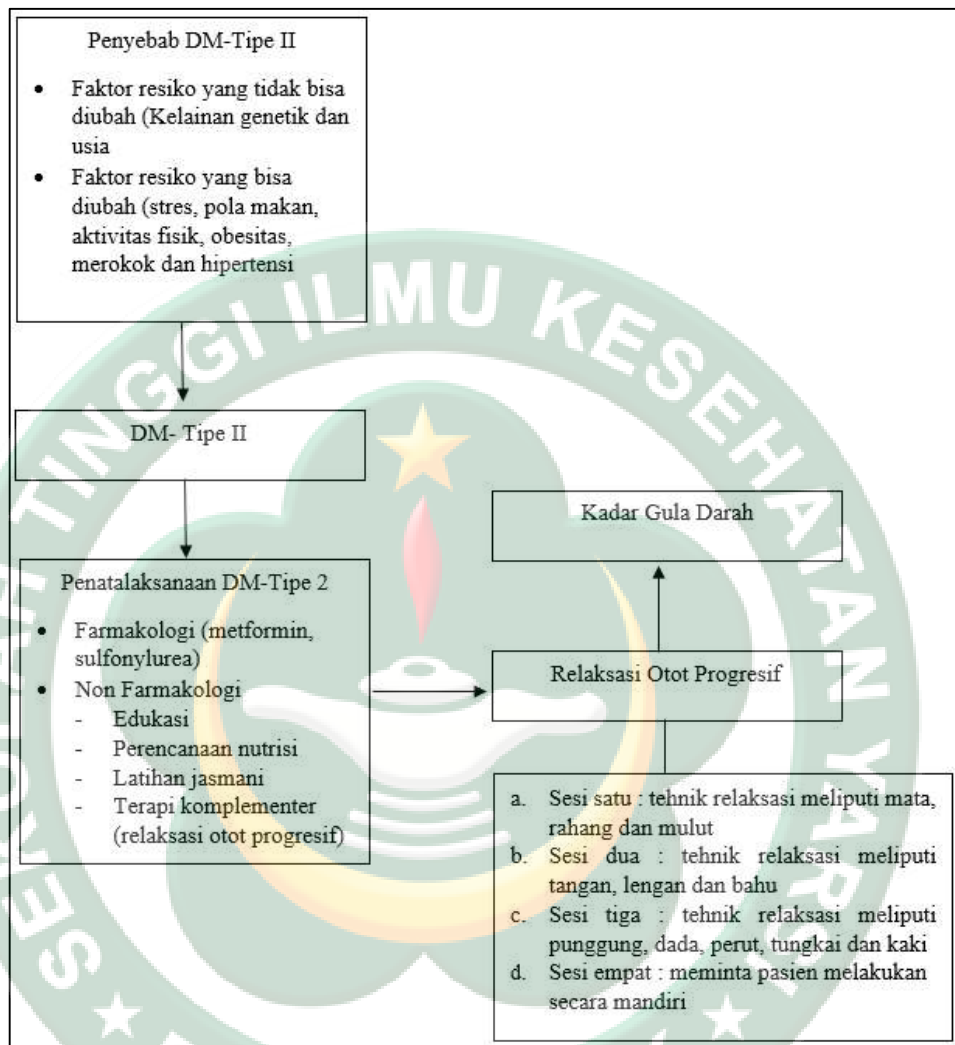 Penyebab DM-Tipe II
• Faktor resiko yang tidak bisa
diubah (Kelainan genetik dan
usia
• Faktor resiko yang bisa
diubah (stres, pola makan,
aktivitas fisik, obesitas,
merokok dan hipertensi
DM- Tipe II
Penatalaksanaan DM-Tipe 2
• Farmakologi (metformin,
sulfonylurea)
• Non Farmakologi
- Edukasi
- Perencanaan nutrisi
- Latihan jasmani
- Terapi komplementer
(relaksasi otot progresif)
Kadar Gula Darah
Relaksasi Otot Progresif
a. Sesi satu : tehnik relaksasi meliputi mata,
rahang dan mulut
b. Sesi dua : tehnik relaksasi meliputi
tangan, lengan dan bahu
c. Sesi tiga : tehnik relaksasi meliputi
punggung, dada, perut, tungkai dan kaki
d. Sesi empat : meminta pasien melakukan
secara mandiri
TINGGI ILMU KESEHATAN YARSI